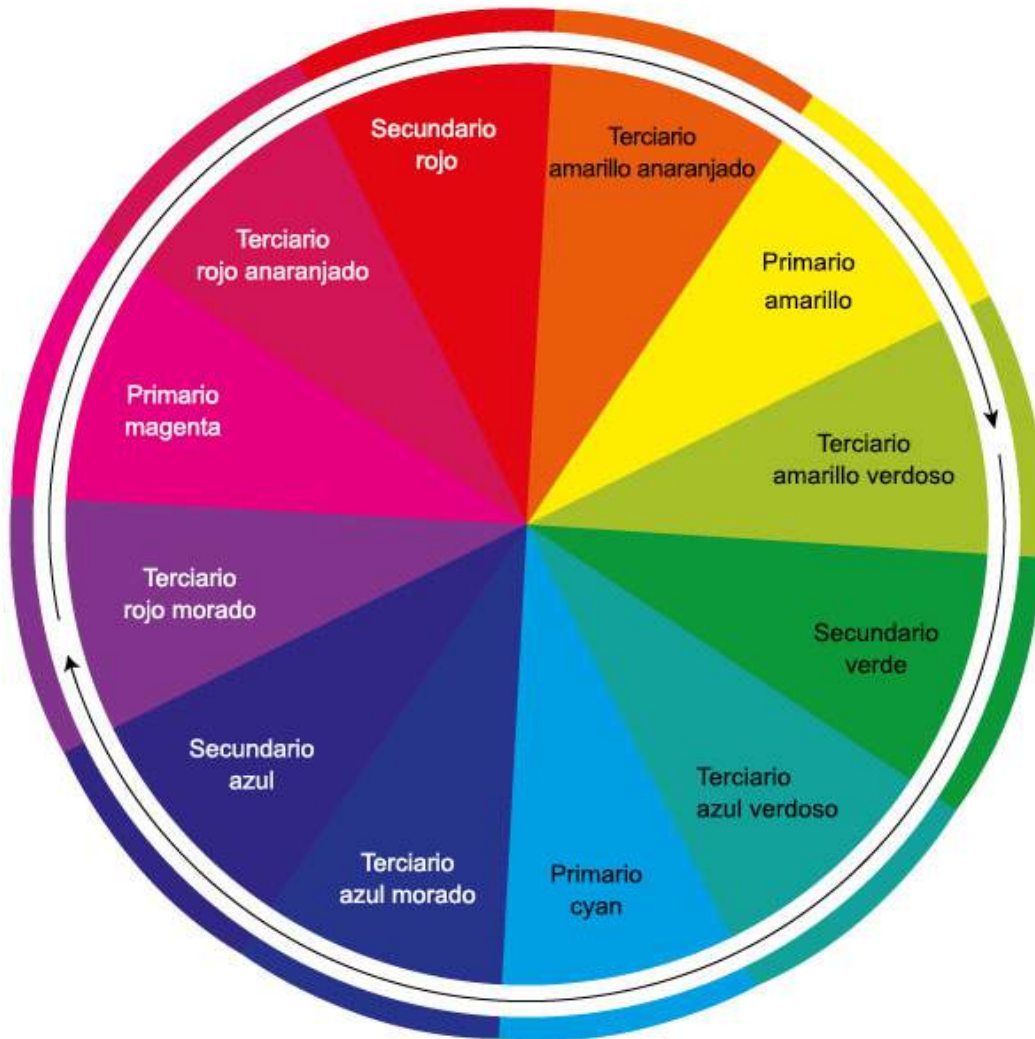 Secundario
rojo
Terciario
amarillo anaranjado
Primario
amarillo
Terciario
amarillo verdoso
Secundario
verde
Terciario
azul verdoso
Primario
cyan
Terciario
azul morado
Secundario
azul
Terciario
rojo morado
Primario
magenta
Terciario
rojo anaranjado